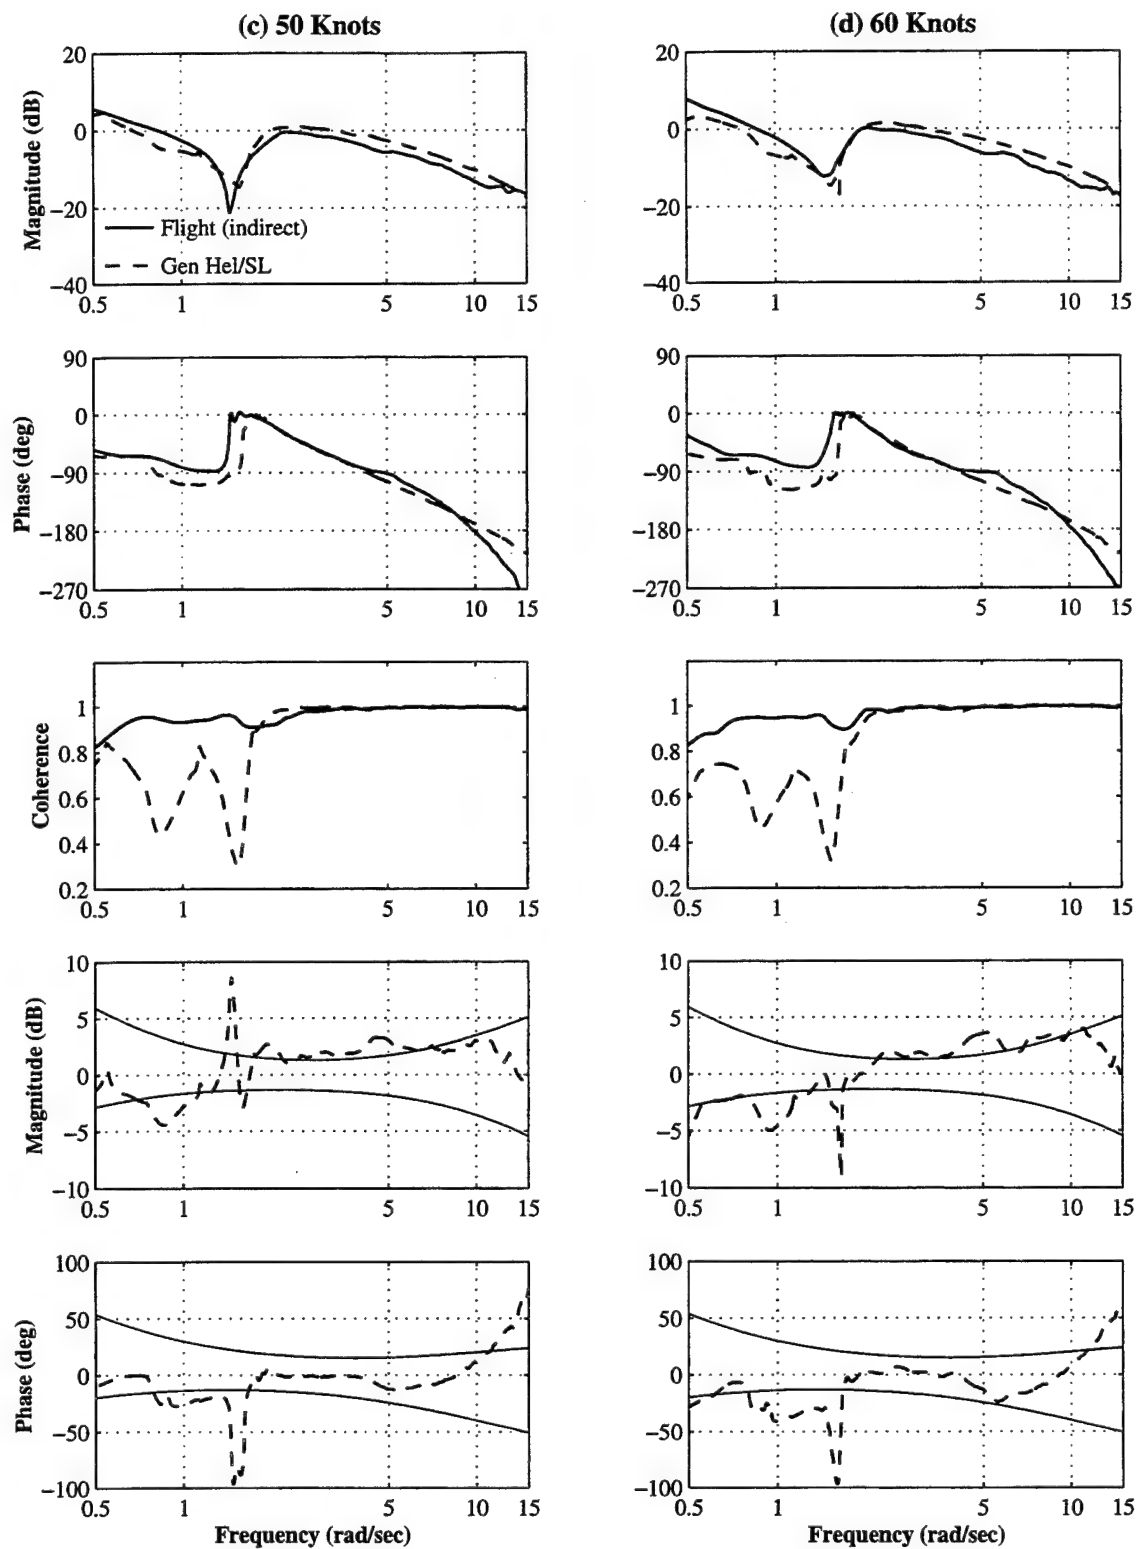 (c) 50 Knots
(d) 60 Knots
Magnitude (dB)
20
0
−20
−40
Flight (indirect)
Gen Hel/SL
0.5 1 5 10 15
20
0
−20
−40
0.5 1 5 10 15
Phase (deg)
90
0
−90
−180
−270
0.5 1 5 10 15
90
0
−90
−180
−270
0.5 1 5 10 15
Coherence
1
0.8
0.6
0.4
0.2
0.5 1 5 10 15
1
0.8
0.6
0.4
0.2
0.5 1 5 10 15
Magnitude (dB)
10
5
0
−5
−10
0.5 1 5 10 15
10
5
0
−5
−10
0.5 1 5 10 15
Phase (deg)
100
50
0
−50
−100
0.5 1 5 10 15
Frequency (rad/sec)
100
50
0
−50
−100
0.5 1 5 10 15
Frequency (rad/sec)